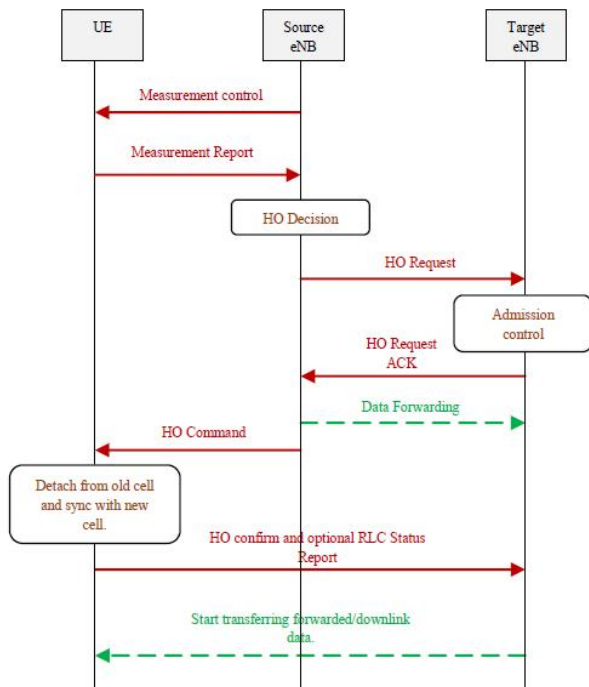 UE
Source
eNB
Target
eNB
Measurement control
Measurement Report
HO Decision
HO Request
Admission
control
HO Request
ACK
Data Forwarding
HO Command
Detach from old cell
and sync with new
cell.
HO confirm and optional RLC Status
Report
Start transferring forwarded/downlink
data.